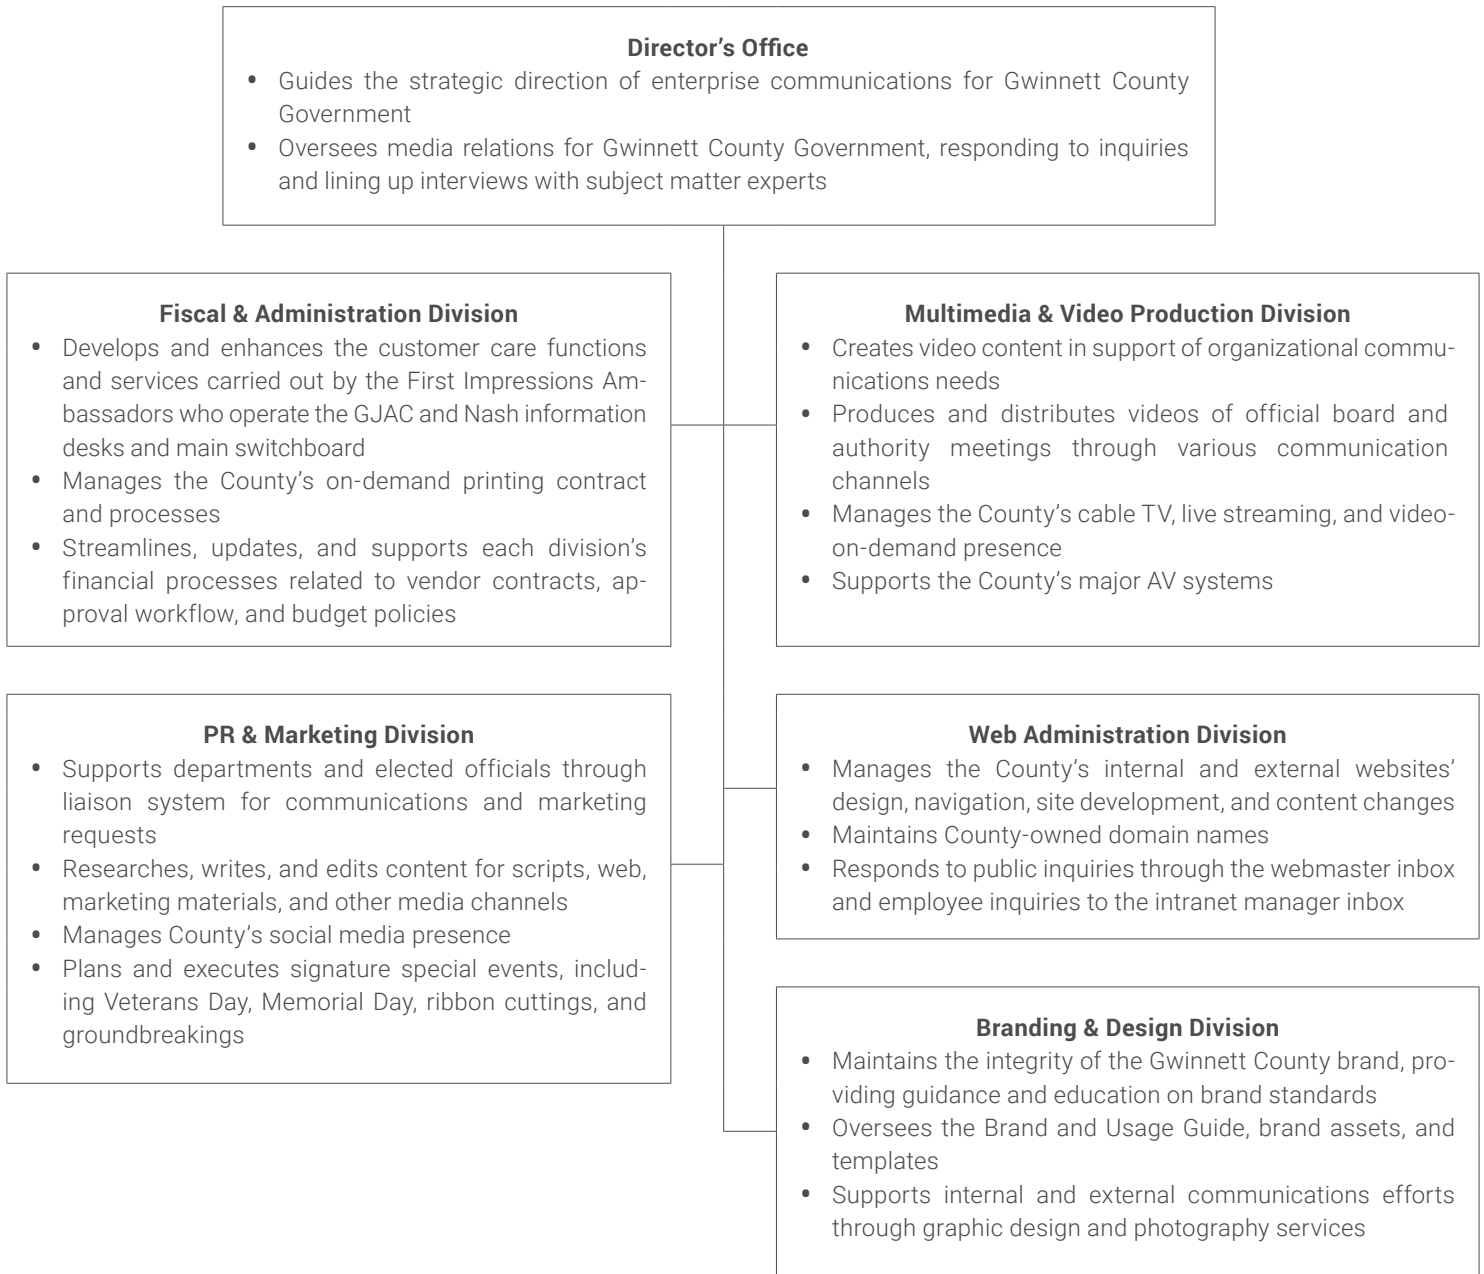 Director’s Office
• Guides the strategic direction of enterprise communications for Gwinnett County
Government
• Oversees media relations for Gwinnett County Government, responding to inquiries
and lining up interviews with subject matter experts
Fiscal & Administration Division
• Develops and enhances the customer care functions
and services carried out by the First Impressions Am-
bassadors who operate the GJAC and Nash information
desks and main switchboard
• Manages the County’s on-demand printing contract
and processes
• Streamlines, updates, and supports each division’s
financial processes related to vendor contracts, ap-
proval workflow, and budget policies
Multimedia & Video Production Division
• Creates video content in support of organizational commu-
nications needs
• Produces and distributes videos of official board and
authority meetings through various communication
channels
• Manages the County’s cable TV, live streaming, and video-
on-demand presence
• Supports the County’s major AV systems
PR & Marketing Division
• Supports departments and elected officials through
liaison system for communications and marketing
requests
• Researches, writes, and edits content for scripts, web,
marketing materials, and other media channels
• Manages County’s social media presence
• Plans and executes signature special events, includ-
ing Veterans Day, Memorial Day, ribbon cuttings, and
groundbreakings
Web Administration Division
• Manages the County’s internal and external websites’
design, navigation, site development, and content changes
• Maintains County-owned domain names
• Responds to public inquiries through the webmaster inbox
and employee inquiries to the intranet manager inbox
Branding & Design Division
• Maintains the integrity of the Gwinnett County brand, pro-
viding guidance and education on brand standards
• Oversees the Brand and Usage Guide, brand assets, and
templates
• Supports internal and external communications efforts
through graphic design and photography services